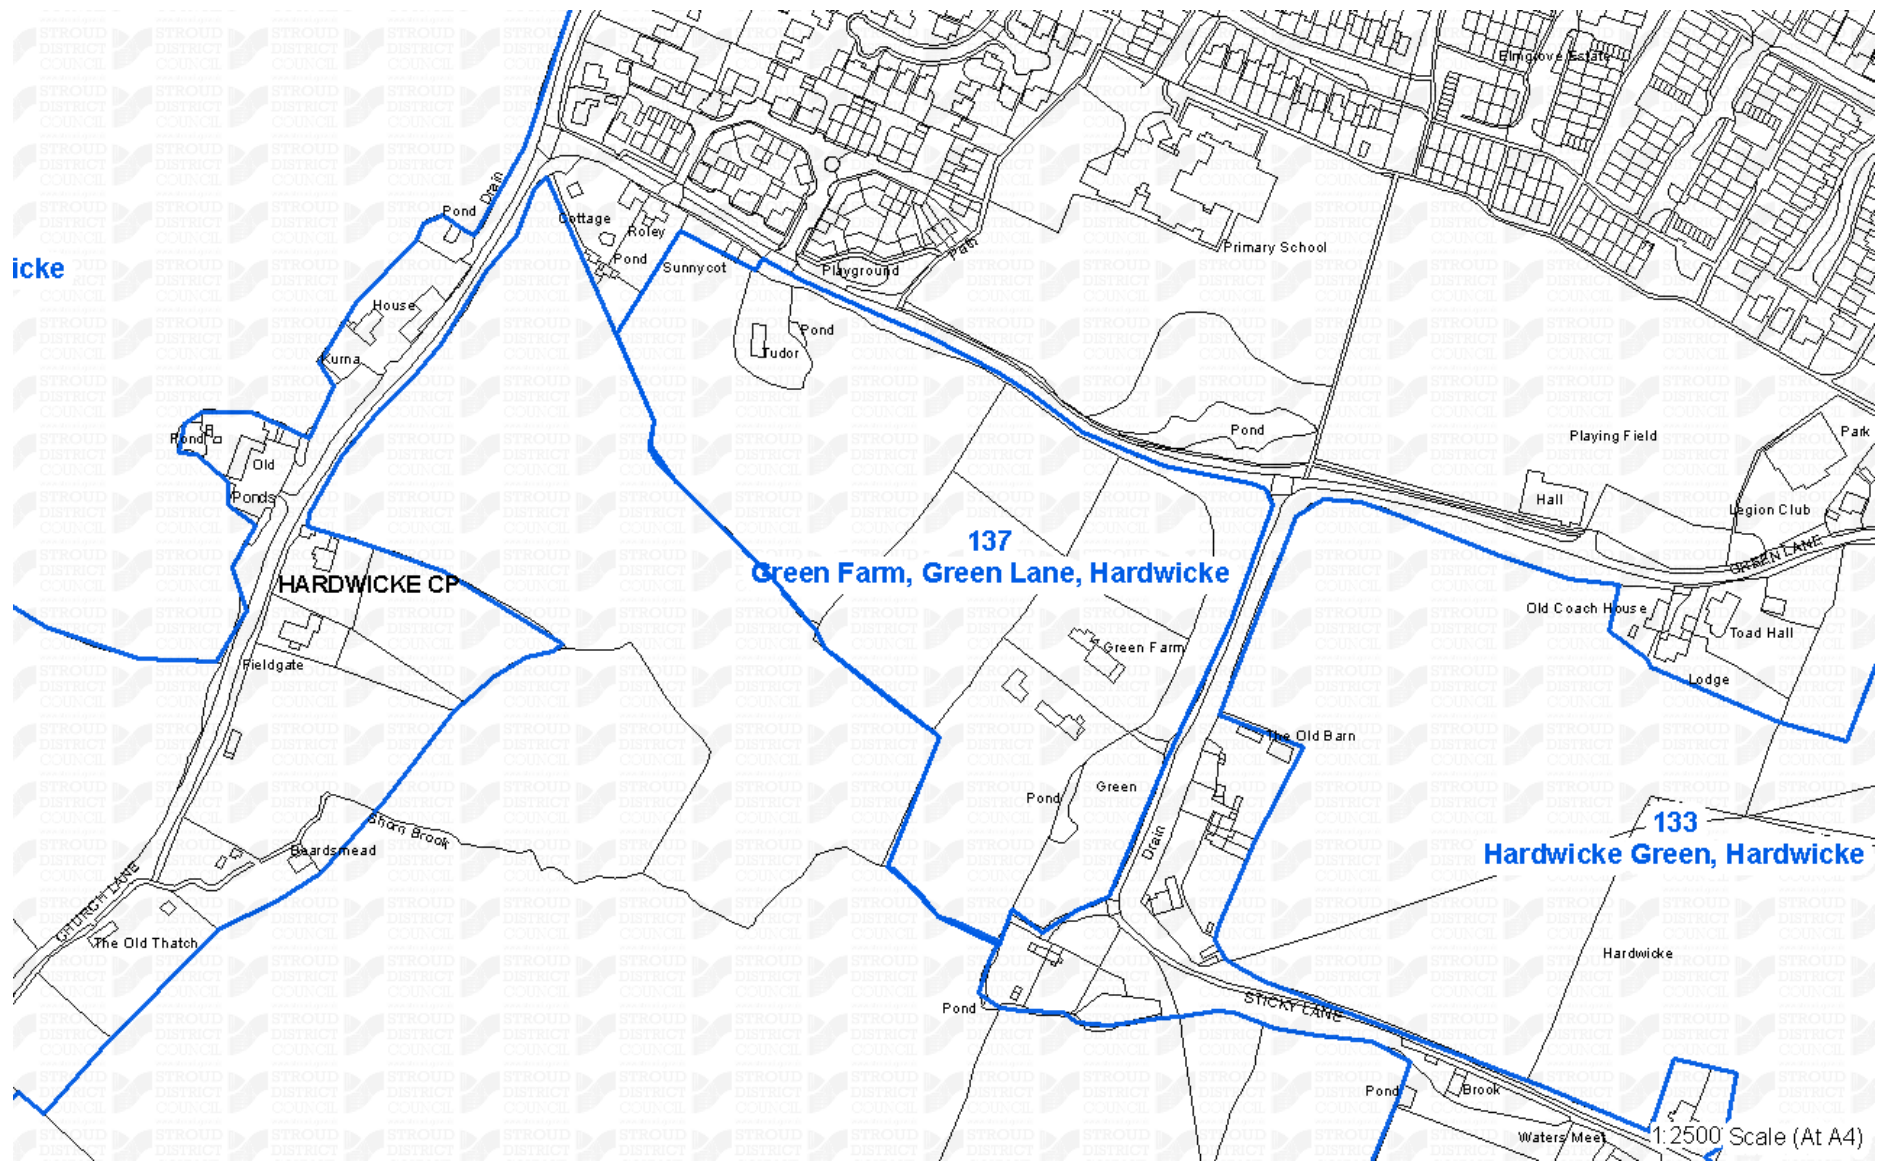 Elmgrove Estate
Drain
Pond
Cottage
Roley
Pond
Sunnycot
Playground
Path
Primary School
icke
House
Kurna
Pond
Tudor
Pond
Old
Ponds
Pond
Playing Field
Park
Hall
Legion Club
GREEN LANE
137
Green Farm, Green Lane, Hardwicke
HARDWICKE CP
Old Coach House
Toad Hall
Lodge
Fieldgate
Green Farm
The Old Barn
Green
Pond
Drain
Shorn Brook
Beardsmead
133
Hardwicke Green, Hardwicke
CHURCH LANE
The Old Thatch
Hardwicke
Pond
STICKY LANE
Pond
Brook
Waters Meet
1:2500 Scale (At A4)
STROUD
DISTRICT
COUNCIL